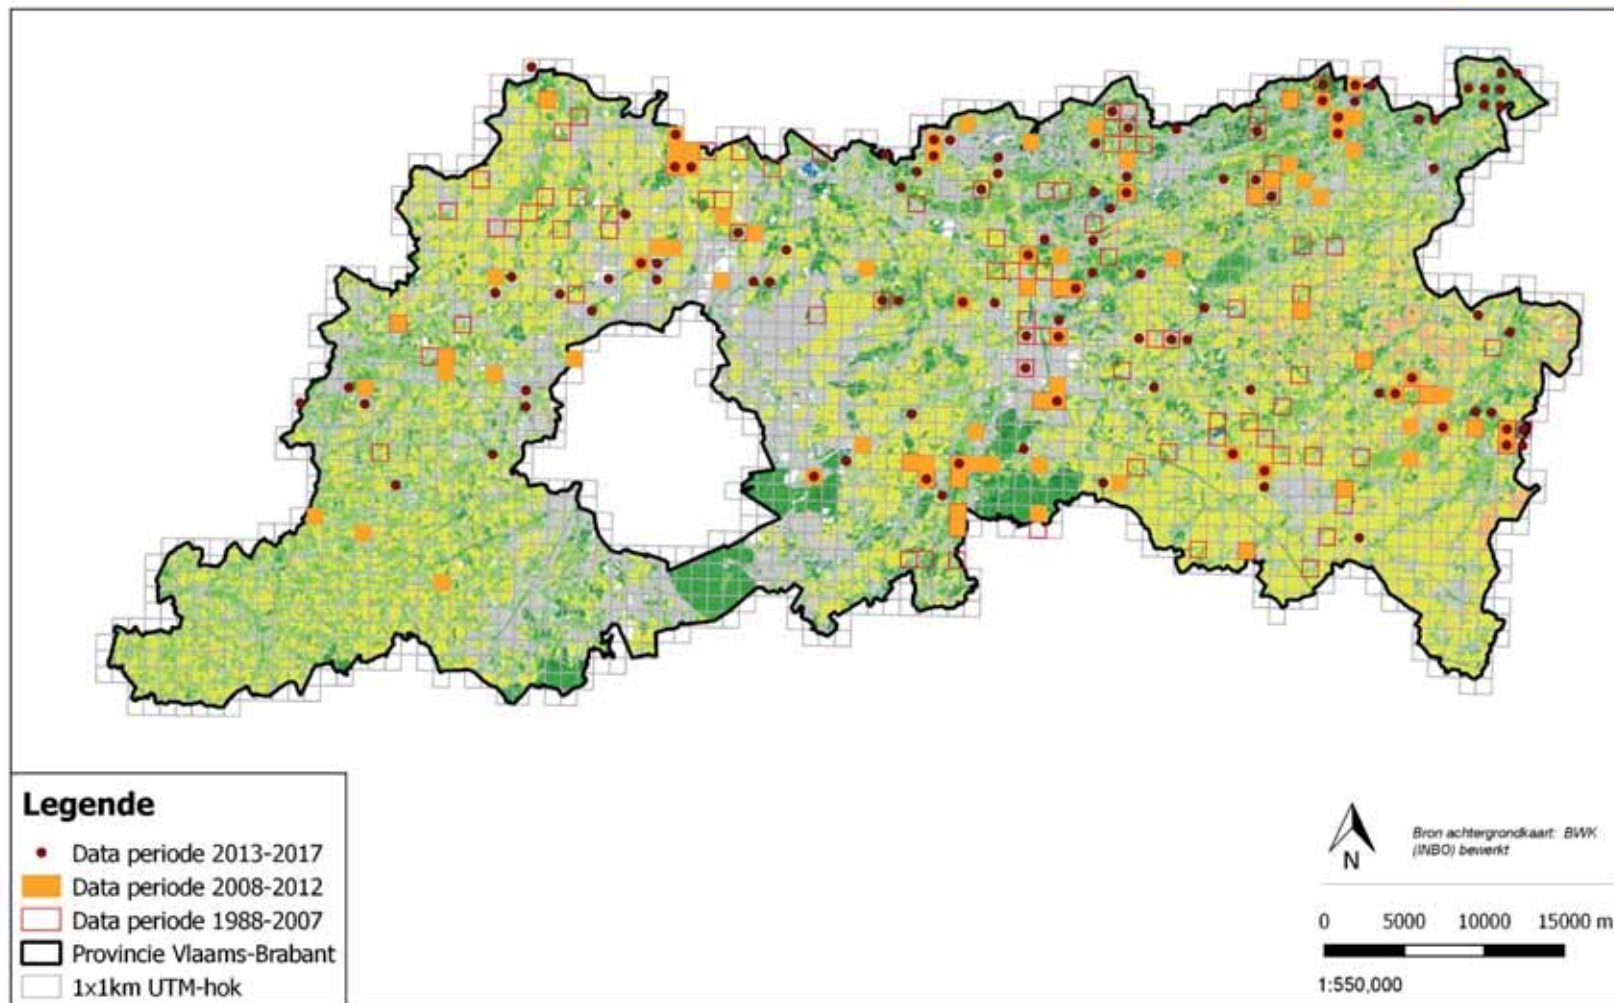 Legende
Data periode 2013-2017
Data periode 2008-2012
Data periode 1988-2007
Provincie Vlaams-Brabant
1x1km UTM-hok
N
Bron achtergrondkaart: BWK
(INBO) bewerkt
0 5000 10000 15000 m
1:550,000